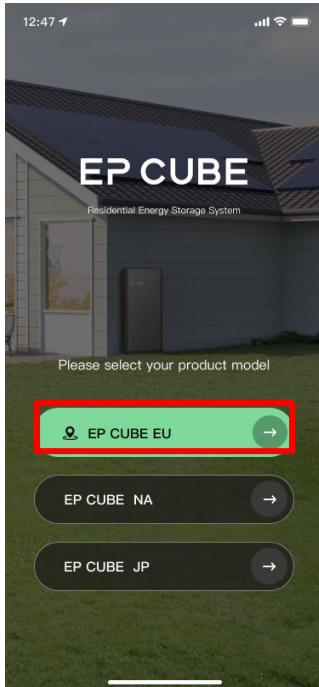 12:47
EP CUBE
Residential Energy Storage System
Please select your product model
EP CUBE EU
EP CUBE NA
EP CUBE JP